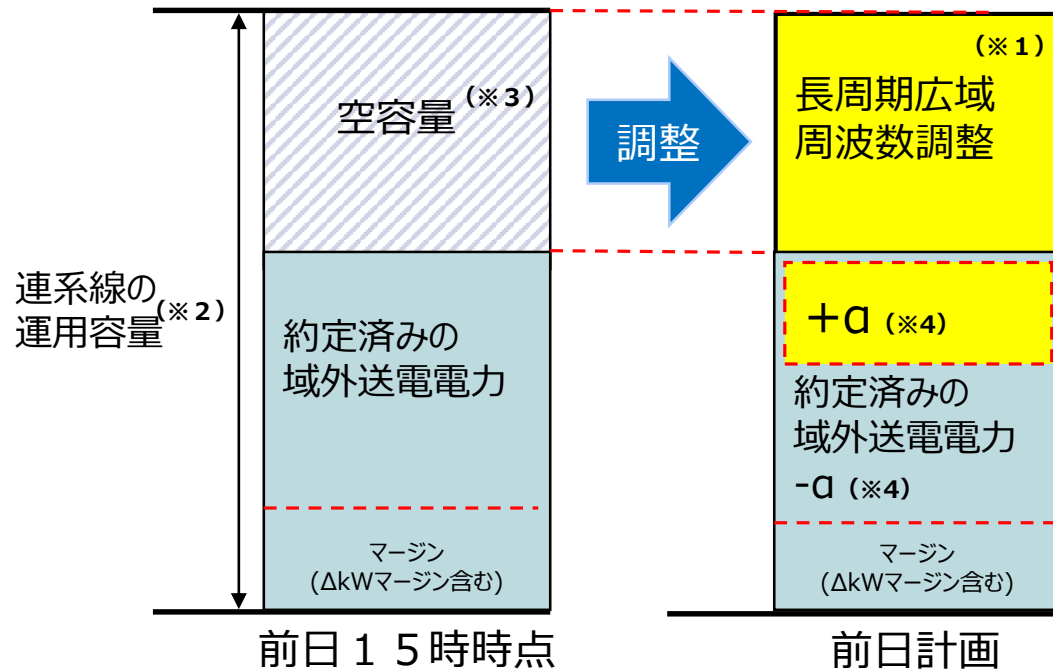 空容量(※3)
調整
(※1)
長周期広域
周波数調整
連系線の
運用容量(※2)
約定済みの
域外送電電力
+α (※4)
約定済みの
域外送電電力
-α (※4)
マージン
(ΔkWマージン含む)
マージン
(ΔkWマージン含む)
前日15時時点
前日計画